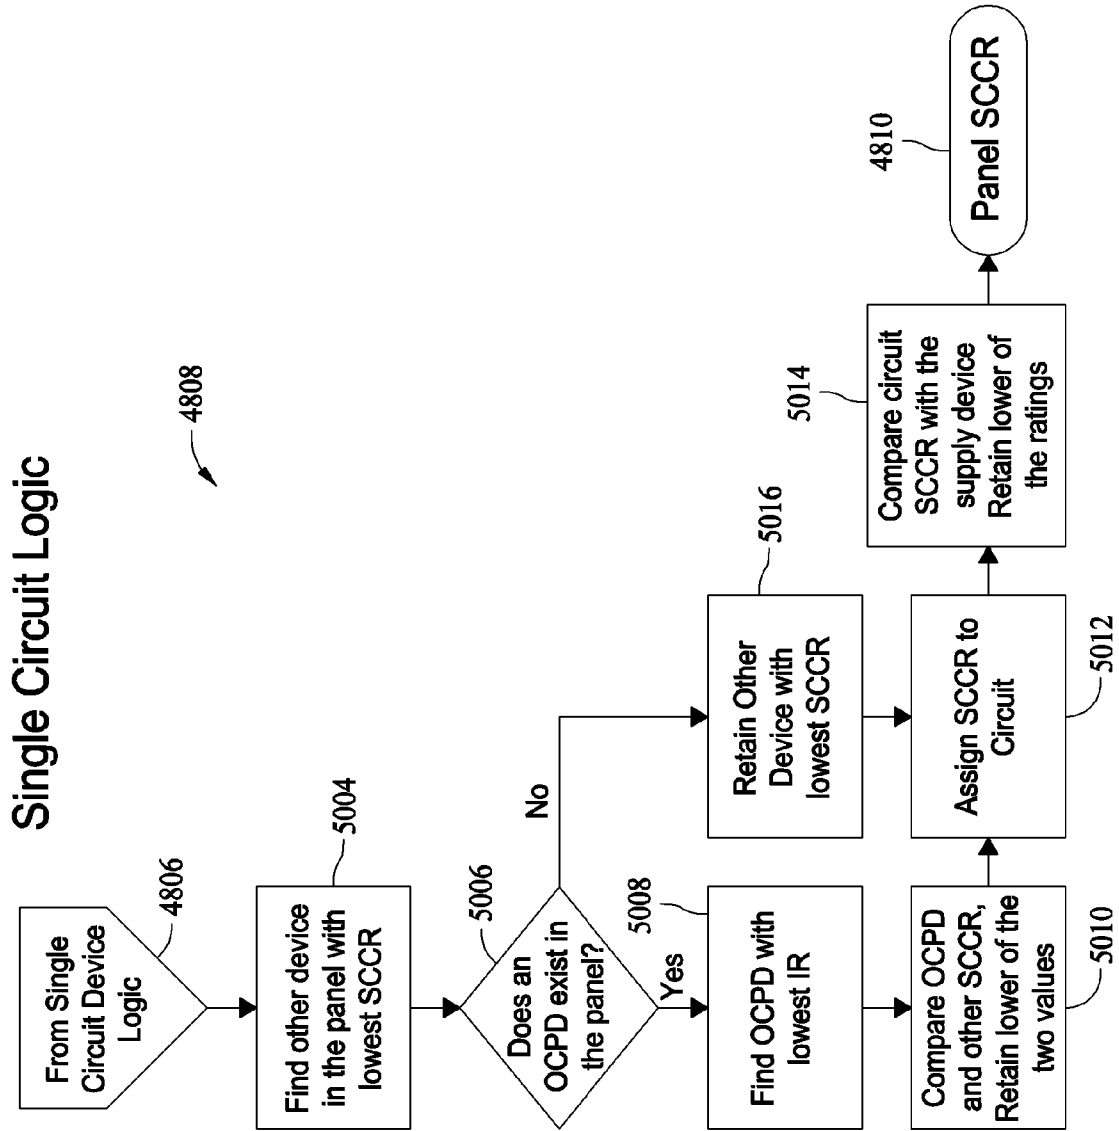 Single Circuit Logic
4808
From Single
Circuit Device
Logic
4806
Find other device
in the panel with
lowest SCCR
5004
Does an
OCPD exist in
the panel?
5006
No
Yes
Find OCPD with
lowest IR
5008
Retain Other
Device with
lowest SCCR
5016
Compare OCPD
and other SCCR,
Retain lower of the
two values
5010
Assign SCCR to
Circuit
5012
Compare circuit
SCCR with the
supply device
Retain lower of
the ratings
5014
Panel SCCR
4810